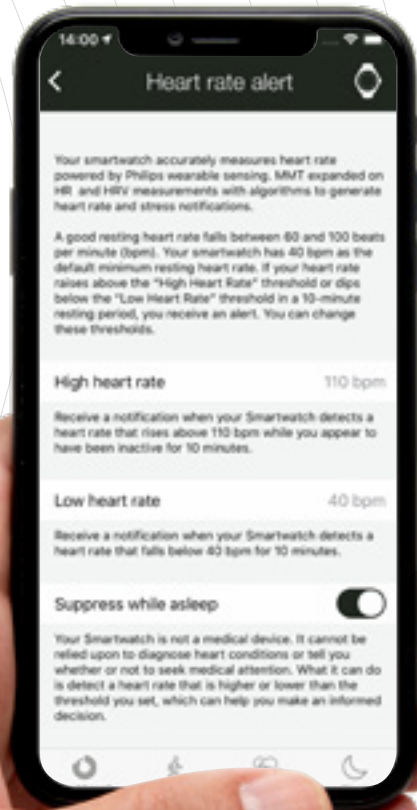 14:00
Heart rate alert
Your smartwatch accurately measures heart rate
powered by Philips wearable sensing. MMT expanded on
HR and HRV measurements with algorithms to generate
heart rate and stress notifications.
A good resting heart rate falls between 60 and 100 beats
per minute (bpm). Your smartwatch has 40 bpm as the
default minimum resting heart rate. If your heart rate
raises above the "High Heart Rate" threshold or dips
below the "Low Heart Rate" threshold in a 10-minute
resting period, you receive an alert. You can change
these thresholds.
High heart rate 110 bpm
Receive a notification when your Smartwatch detects a
heart rate that rises above 110 bpm while you appear to
have been inactive for 10 minutes.
Low heart rate 40 bpm
Receive a notification when your Smartwatch detects a
heart rate that falls below 40 bpm for 10 minutes.
Suppress while asleep
Your Smartwatch is not a medical device. It cannot be
relied upon to diagnose heart conditions or tell you
whether or not to seek medical attention. What it can do
is detect a heart rate that is higher or lower than the
threshold you set, which can help you make an informed
decision.